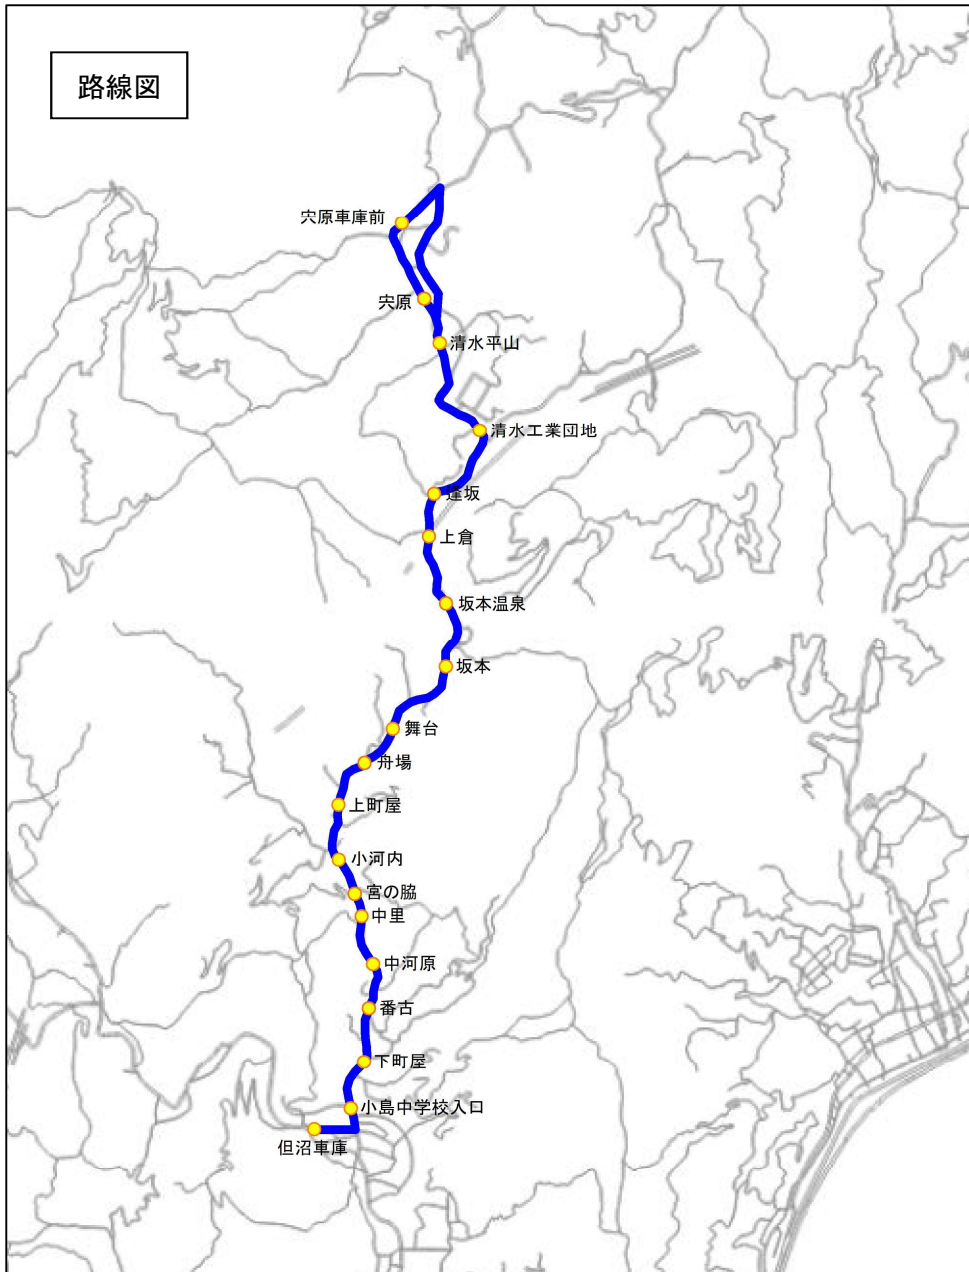 路線図
宍原車庫前
宍原
清水平山
清水工業団地
逢坂
上倉
坂本温泉
坂本
舞台
舟場
上町屋
小河内
宮の脇
中里
中河原
番古
下町屋
小島中学校入口
但沼車庫